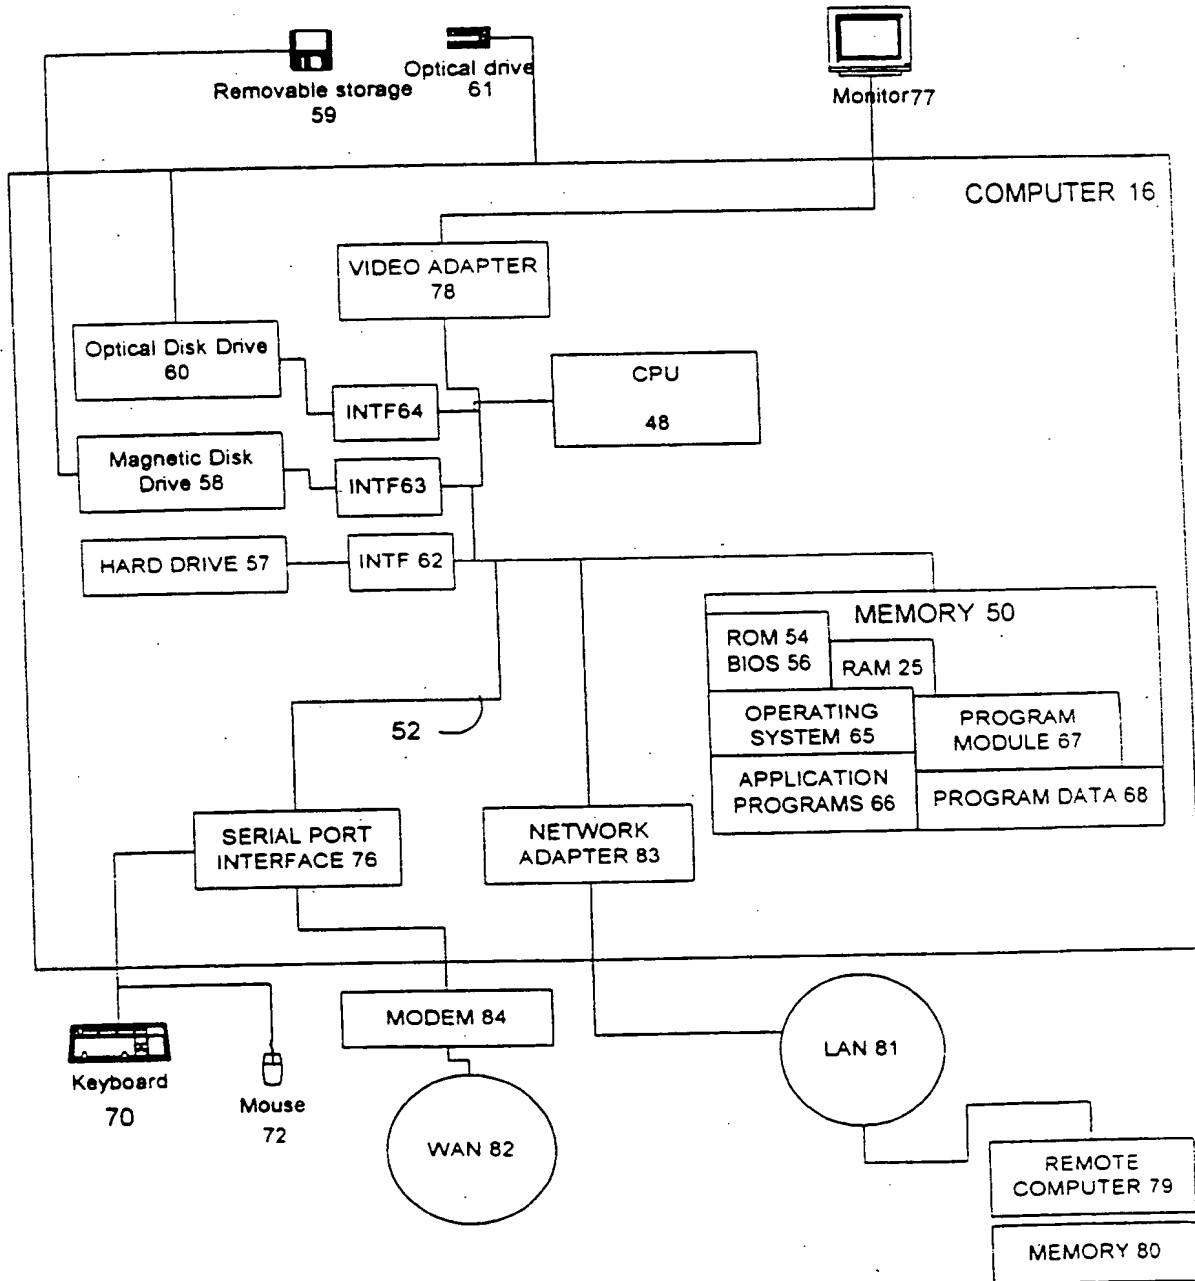 Removable storage
59
Optical drive
61
Monitor77
COMPUTER 16
VIDEO ADAPTER
78
Optical Disk Drive
60
INTF64
CPU
48
Magnetic Disk
Drive 58
INTF63
HARD DRIVE 57
INTF 62
MEMORY 50
ROM 54
BIOS 56
RAM 25
OPERATING
SYSTEM 65
PROGRAM
MODULE 67
APPLICATION
PROGRAMS 66
PROGRAM DATA 68
52
SERIAL PORT
INTERFACE 76
NETWORK
ADAPTER 83
Keyboard
70
Mouse
72
MODEM 84
WAN 82
LAN 81
REMOTE
COMPUTER 79
MEMORY 80